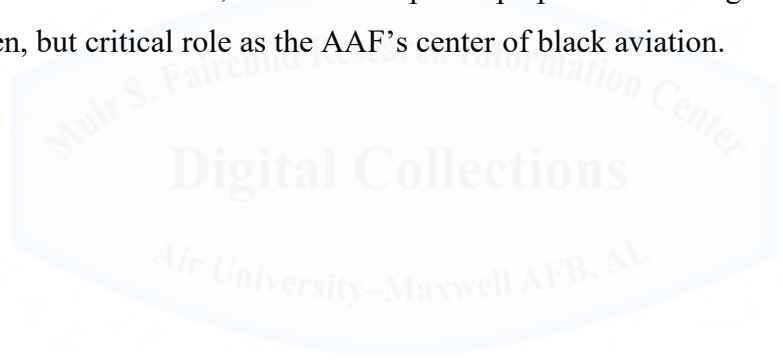 en, but critical role as the AAF’s center of black aviation.
Muir S. Fairchild Research Information Center
Digital Collections
Air University–Maxwell AFB, AL